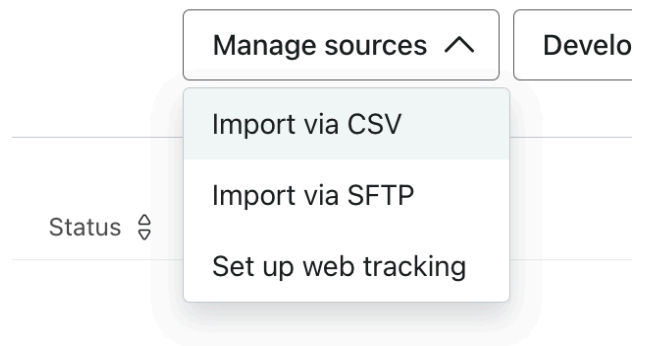 Manage sources
Develo
Import via CSV
Import via SFTP
Status
Set up web tracking